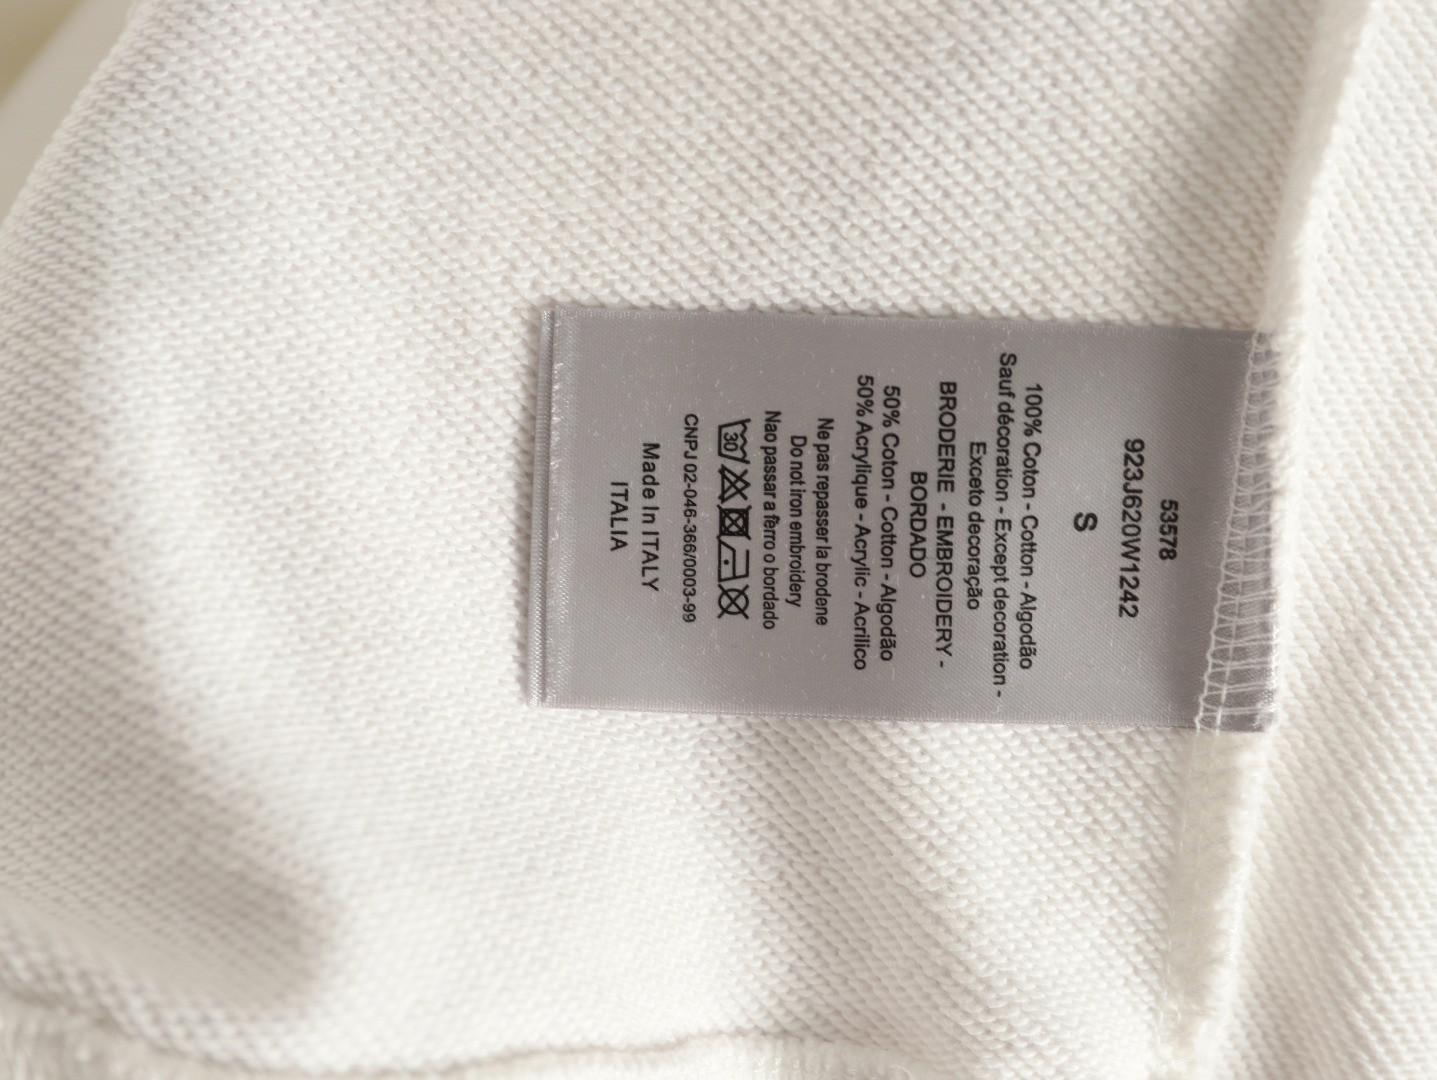 53578
923J620W1242
S
100% Coton - Cotton - Algodão
Sauf décoration - Except decoration -
Exceto decoração
BRODERIE - EMBROIDERY -
BORDADO
50% Coton - Cotton - Algodão
50% Acrylique - Acrylic - Acrilico
Ne pas repasser la brodene
Do not iron embroidery
Nao passar a fèrro o bordado
30
CNPJ 02-046-366/0003-99
Made In ITALY
ITALIA